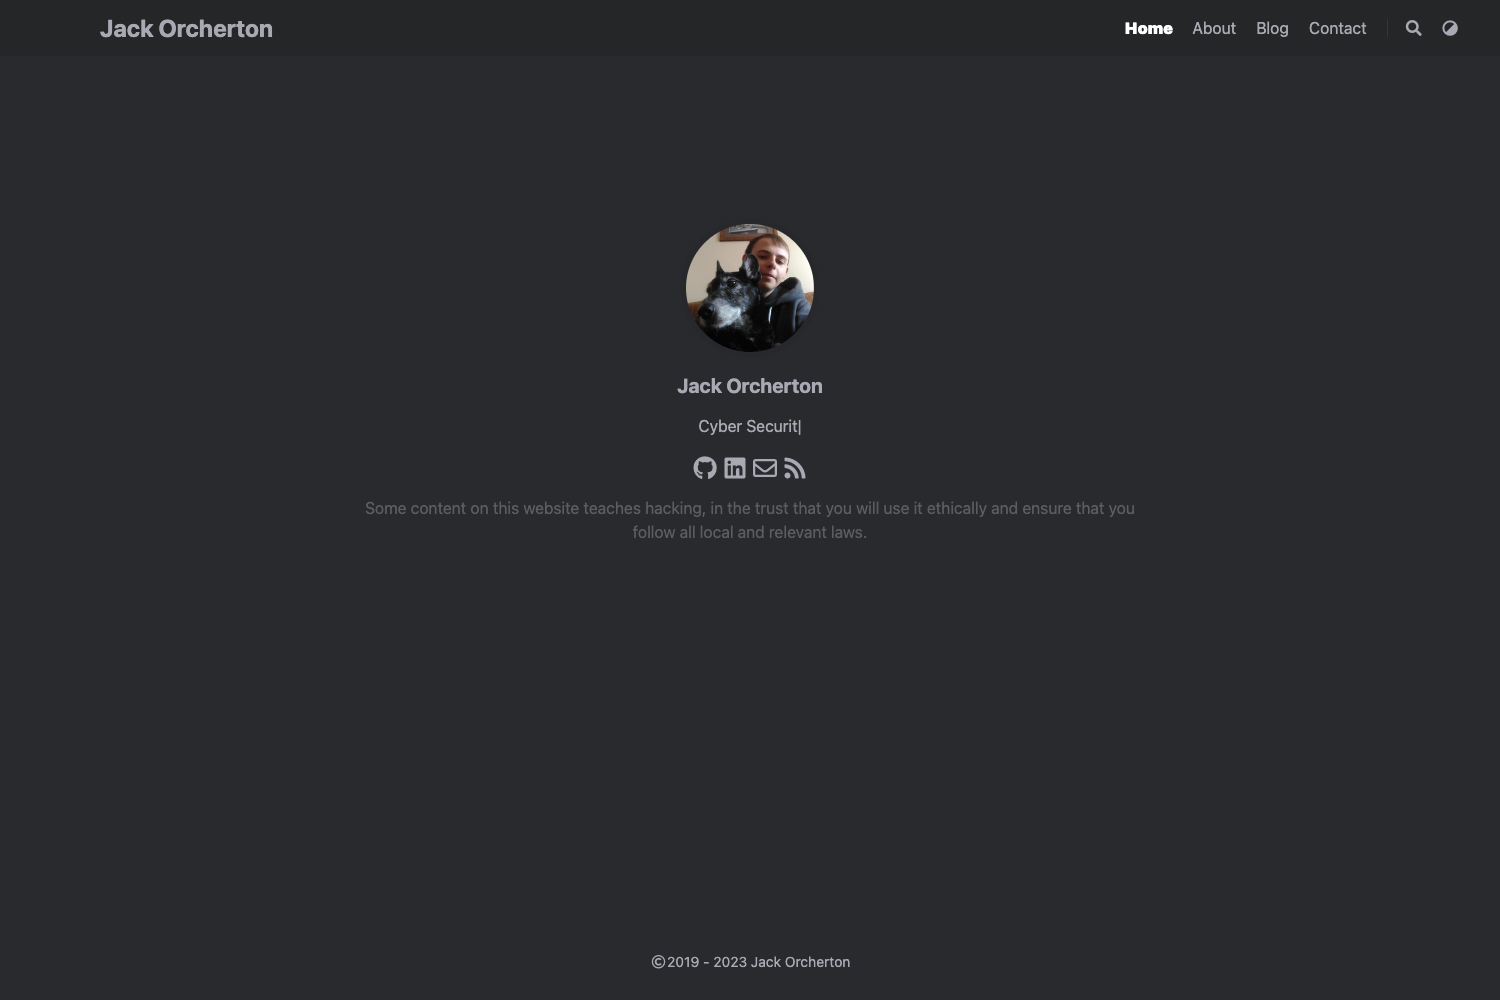 Jack Orcherton
Home About Blog Contact
Jack Orcherton
Cyber Securit|
Some content on this website teaches hacking, in the trust that you will use it ethically and ensure that you
follow all local and relevant laws.
©2019 - 2023 Jack Orcherton